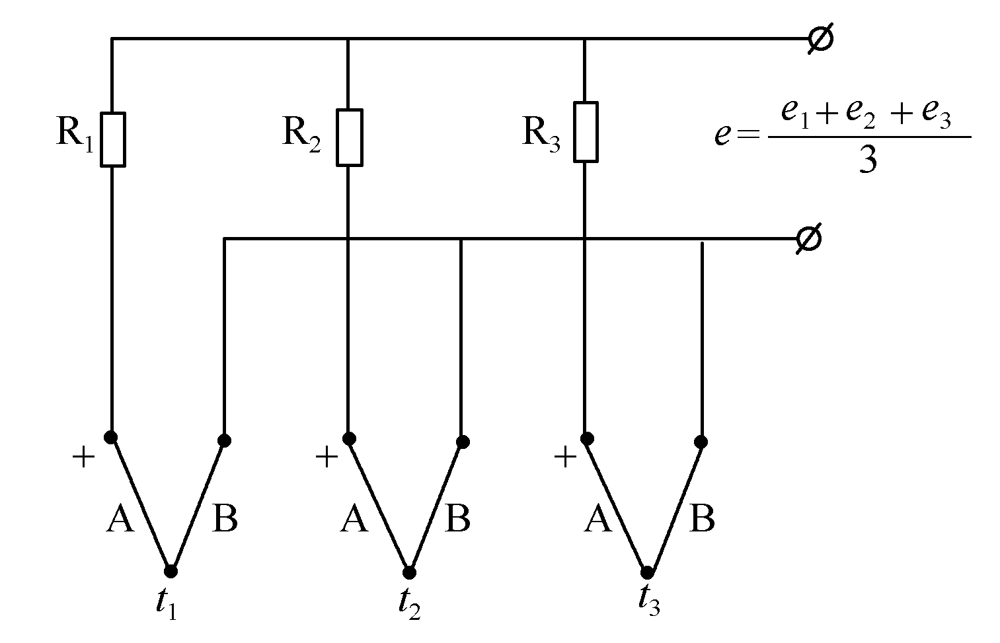 R₁ R₂ R₃ e = (e₁ + e₂ + e₃) / 3
+ + +
A B A B A B
t₁ t₂ t₃